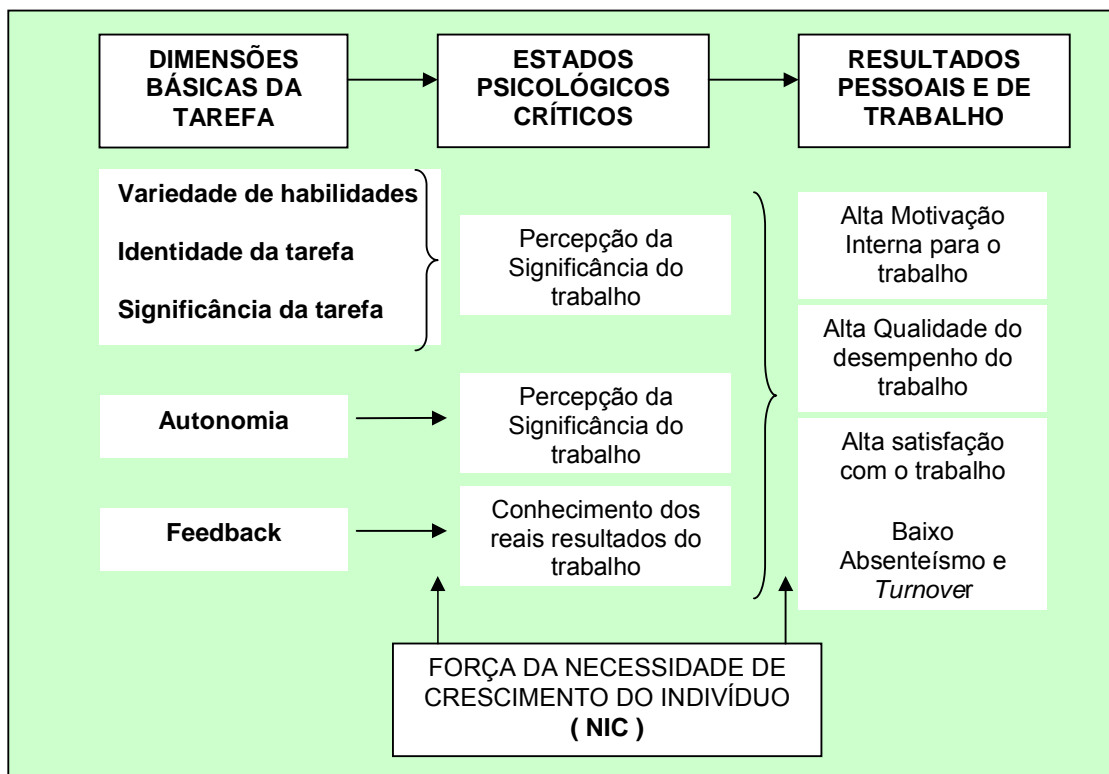 DIMENSÕES
BÁSICAS DA
TAREFA
ESTADOS
PSICOLÓGICOS
CRÍTICOS
RESULTADOS
PESSOAIS E DE
TRABALHO
Variedade de habilidades
Identidade da tarefa
Significância da tarefa
Percepção da
Significância do
trabalho
Alta Motivação
Interna para o
trabalho
Alta Qualidade do
desempenho do
trabalho
Autonomia
Percepção da
Significância do
trabalho
Alta satisfação
com o trabalho
Feedback
Conhecimento dos
reais resultados do
trabalho
Baixo
Absenteísmo e
Turnover
FORÇA DA NECESSIDADE DE
CRESCIMENTO DO INDIVÍDUO
( NIC )